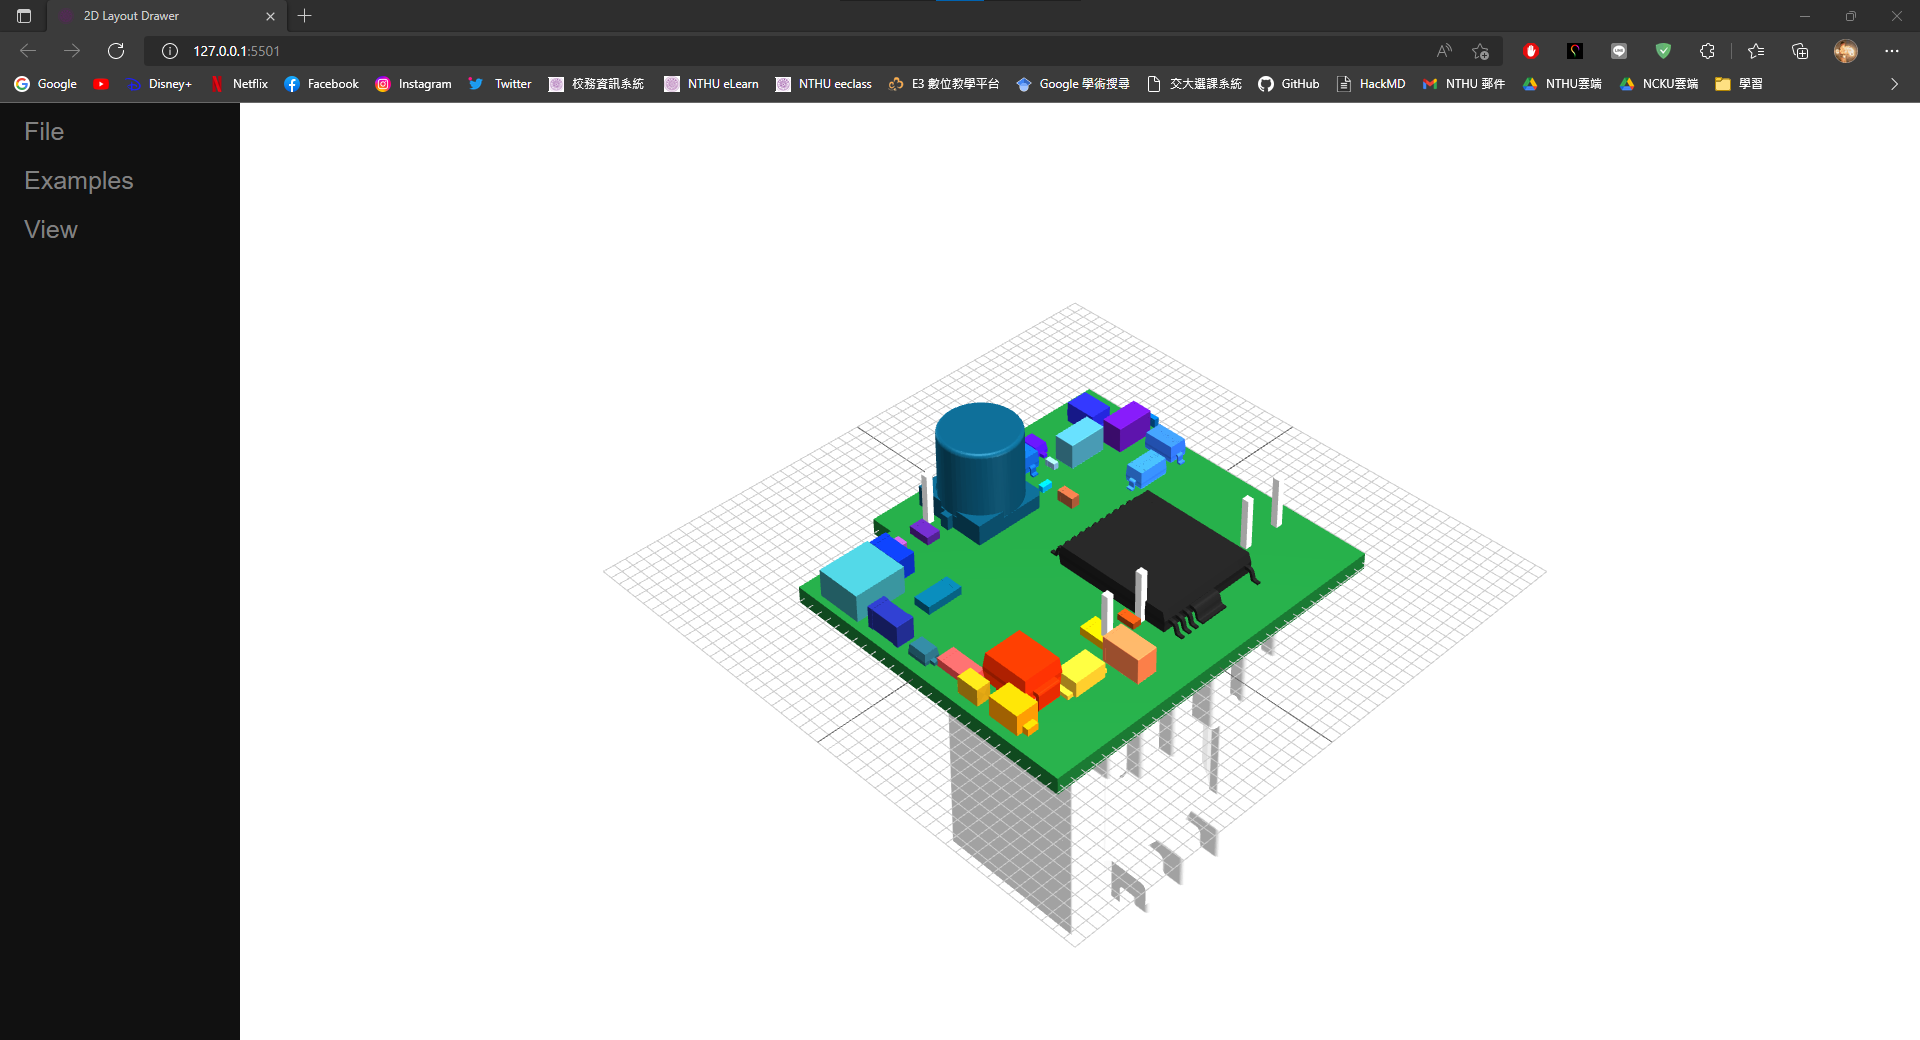 2D Layout Drawer
127.0.0.1:5501
Google
Disney+
Netflix
Facebook
Instagram
Twitter
校務資訊系統
NTHU eLearn
NTHU eeclass
E3 數位教學平台
Google 學術搜尋
交大選課系統
GitHub
HackMD
NTHU 郵件
NTHU雲端
NCKU雲端
學習
File
Examples
View